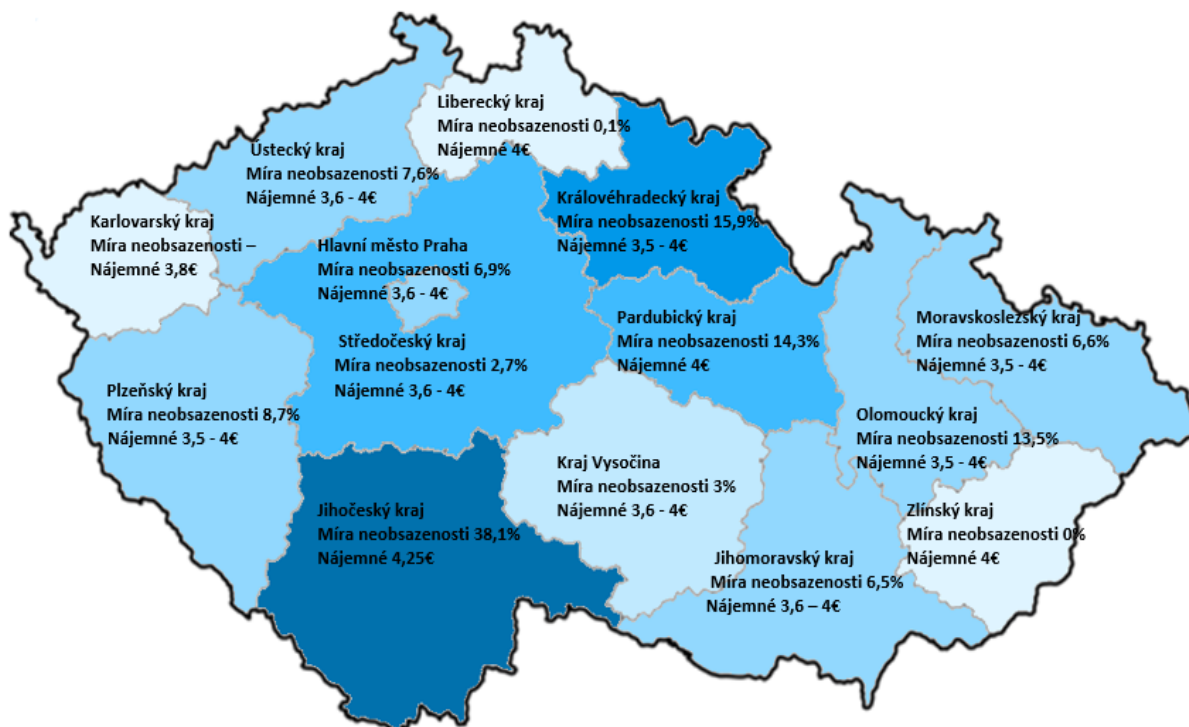 Liberecký kraj
Míra neobsazenosti 0,1%
Nájemné 4€
Ústecký kraj
Míra neobsazenosti 7,6%
Nájemné 3,6 - 4€
Královéhradecký kraj
Míra neobsazenosti 15,9%
Nájemné 3,5 - 4€
Karlovarský kraj
Míra neobsazenosti –
Nájemné 3,8€
Hlavní město Praha
Míra neobsazenosti 6,9%
Nájemné 3,6 - 4€
Středočeský kraj
Míra neobsazenosti 2,7%
Nájemné 3,6 - 4€
Pardubický kraj
Míra neobsazenosti 14,3%
Nájemné 4€
Moravskoslezský kraj
Míra neobsazenosti 6,6%
Nájemné 3,5 - 4€
Plzeňský kraj
Míra neobsazenosti 8,7%
Nájemné 3,5 - 4€
Olomoucký kraj
Míra neobsazenosti 13,5%
Nájemné 3,5 - 4€
Kraj Vysočina
Míra neobsazenosti 3%
Nájemné 3,6 - 4€
Jihočeský kraj
Míra neobsazenosti 38,1%
Nájemné 4,25€
Zlínský kraj
Míra neobsazenosti 0%
Nájemné 4€
Jihomoravský kraj
Míra neobsazenosti 6,5%
Nájemné 3,6 – 4€